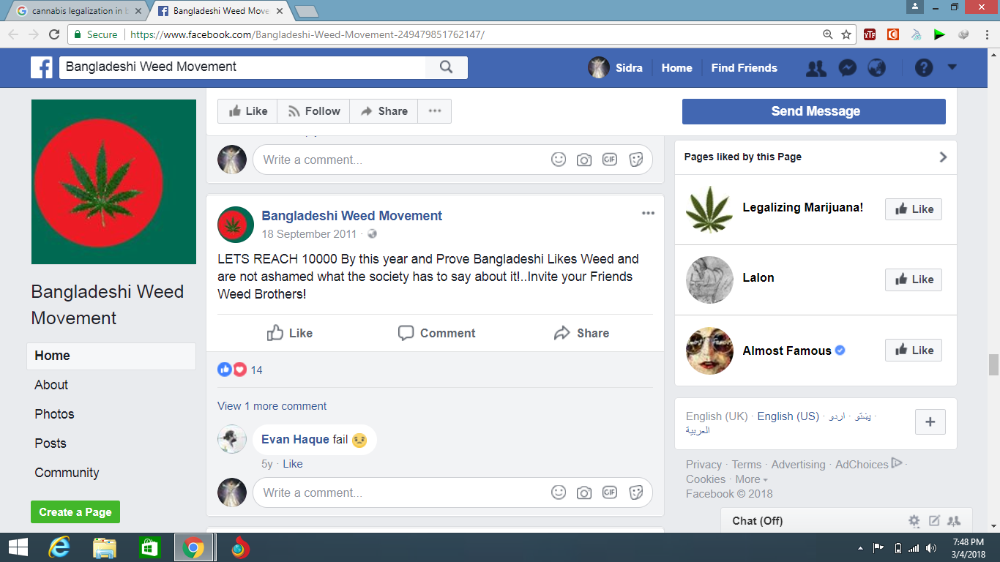 cannabis legalization in b
Bangladeshi Weed Move
Secure
https://www.facebook.com/Bangladeshi-Weed-Movement-249479851762147/
Bangladeshi Weed Movement
Sidra
Home
Find Friends
Like
Follow
Share
Send Message
Write a comment...
GIF
Bangladeshi Weed Movement
18 September 2011 ·
LETS REACH 10000 By this year and Prove Bangladeshi Likes Weed and
are not ashamed what the society has to say about it!..Invite your Friends
Weed Brothers!
Like
Comment
Share
14
View 1 more comment
Evan Haque fail
5y · Like
Write a comment...
GIF
Bangladeshi Weed
Movement
Home
About
Photos
Posts
Community
Create a Page
Pages liked by this Page
Legalizing Marijuana!
Like
Lalon
Like
Almost Famous
Like
English (UK) · English (US) · اردو · پښتو ·
العربية
Privacy · Terms · Advertising · AdChoices ·
Cookies · More
Facebook © 2018
Chat (Off)
7:48 PM
3/4/2018